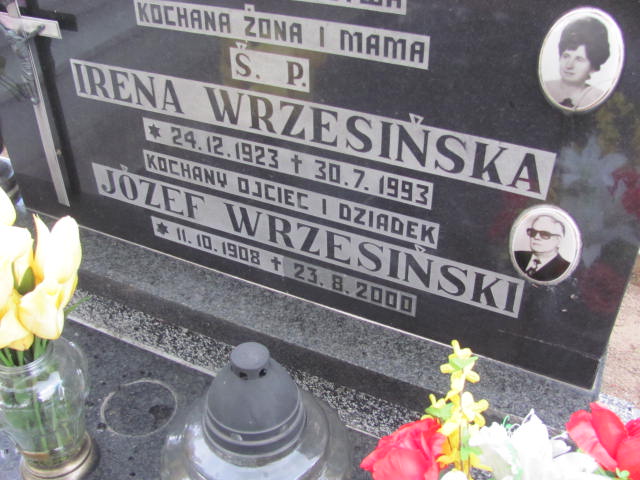 KOCHANA ŻONA I MAMA
Ś. P.
IRENA WRZESIŃSKA
* 24.12.1923 † 30.7.1993
KOCHANY OJCIEC I DZIADEK
JÓZEF WRZESIŃSKI
* 11.10.1908 † 23.8.2000